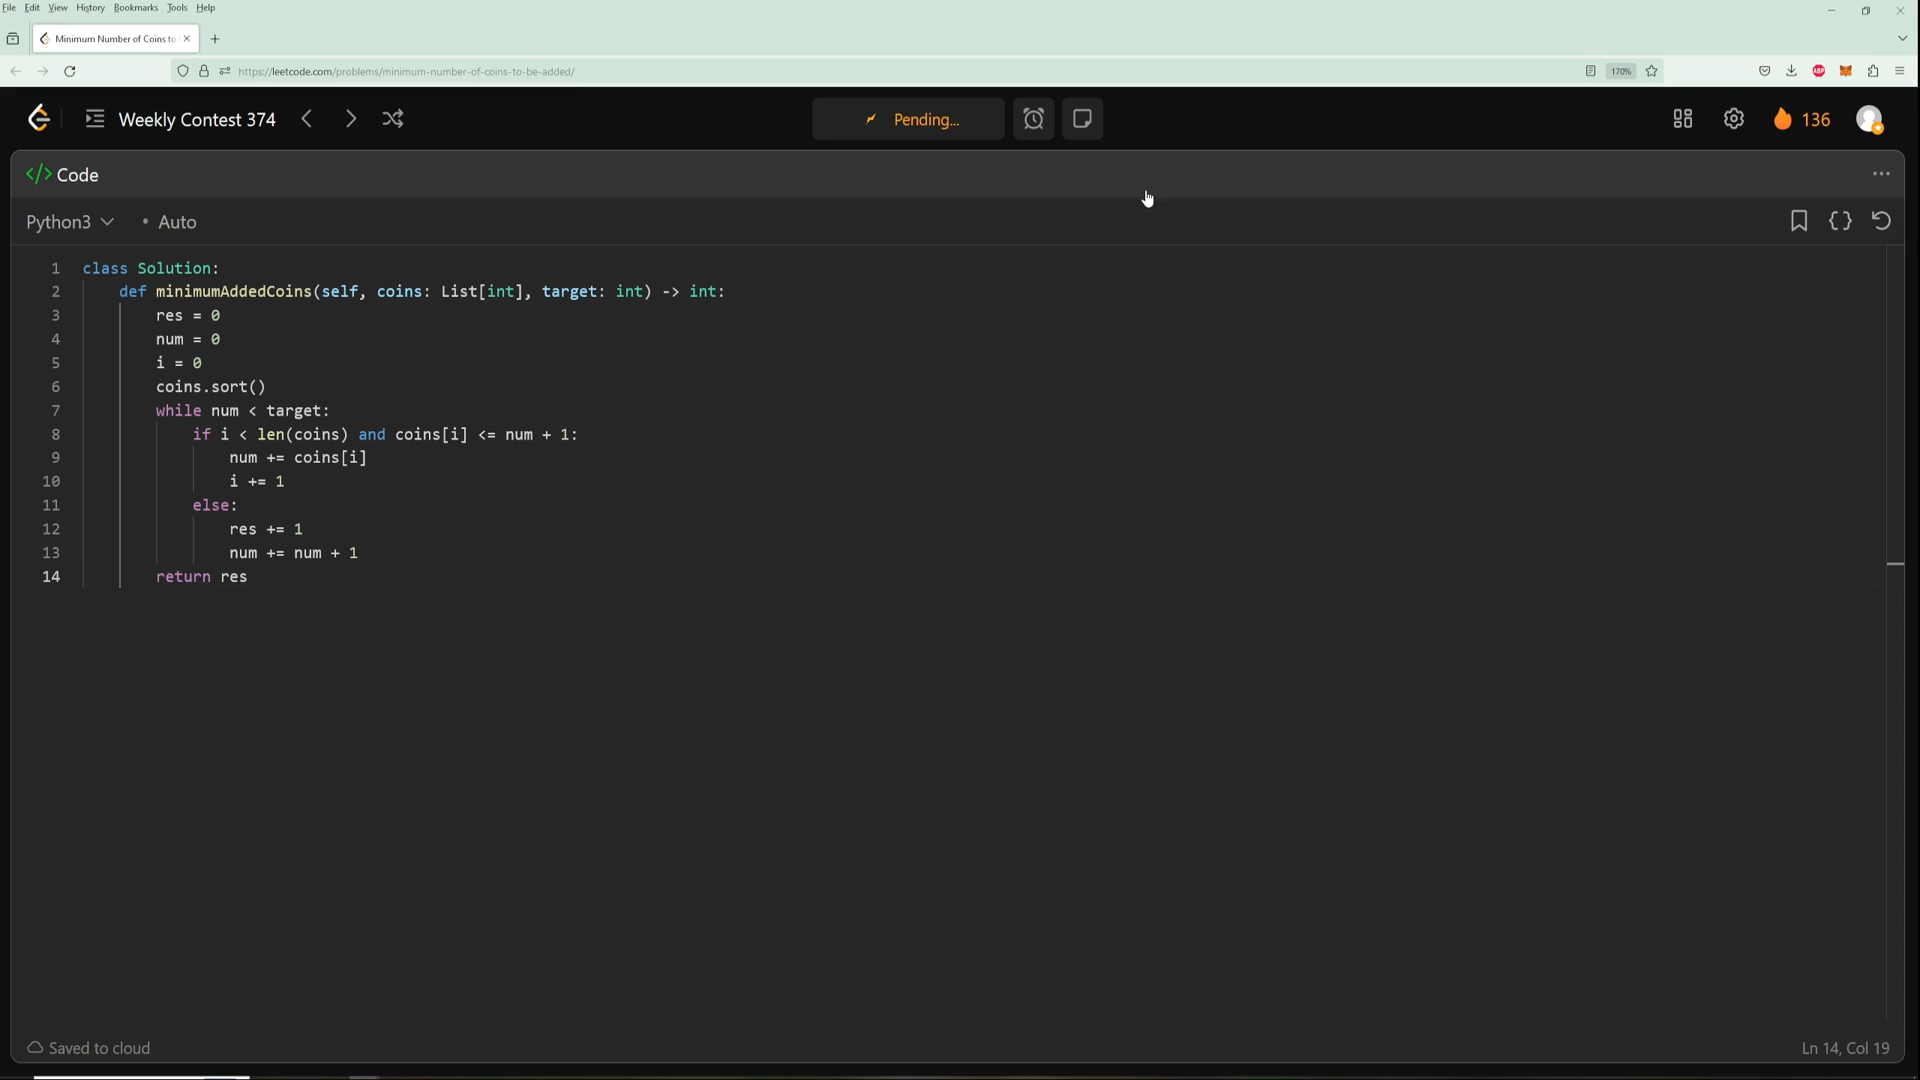 File Edit View History Bookmarks Tools Help
Minimum Number of Coins to
https://leetcode.com/problems/minimum-number-of-coins-to-be-added/
170%
ABP
Weekly Contest 374
Pending...
136
</> Code
Python3 • Auto
1 class Solution:
2 def minimumAddedCoins(self, coins: List[int], target: int) -> int:
3 res = 0
4 num = 0
5 i = 0
6 coins.sort()
7 while num < target:
8 if i < len(coins) and coins[i] <= num + 1:
9 num += coins[i]
10 i += 1
11 else:
12 res += 1
13 num += num + 1
14 return res
Saved to cloud
Ln 14, Col 19